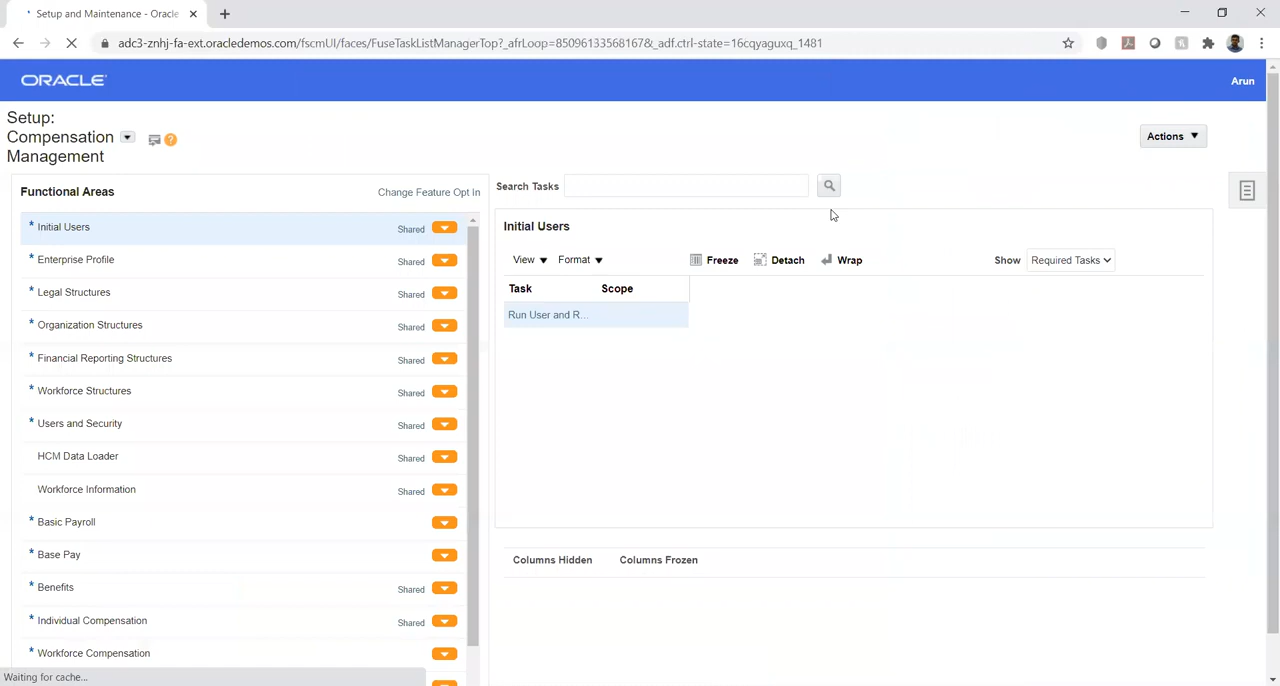 Setup and Maintenance - Oracle
adc3-znhj-fa-ext.oracledemos.com/fscmUI/faces/FuseTaskListManagerTop?_afrLoop=8509613356816­7&_adf.ctrl-state=16cqyaguxq_1481
ORACLE
Arun
Setup:
Compensation
Management
Actions
Functional Areas
Change Feature Opt In
* Initial Users Shared
* Enterprise Profile Shared
* Legal Structures Shared
* Organization Structures Shared
* Financial Reporting Structures Shared
* Workforce Structures Shared
* Users and Security Shared
HCM Data Loader Shared
Workforce Information Shared
* Basic Payroll
* Base Pay
* Benefits Shared
* Individual Compensation Shared
* Workforce Compensation
Search Tasks
Initial Users
View Format Freeze Detach Wrap Show Required Tasks
Task Scope
Run User and R...
Columns Hidden Columns Frozen
Waiting for cache...